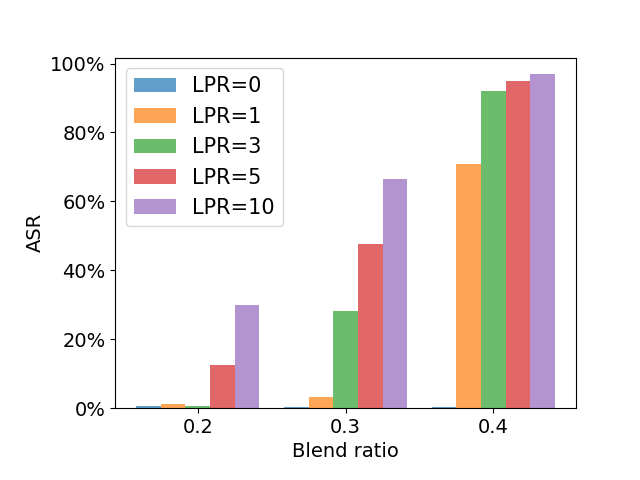 100%
80%
60%
40%
20%
0%
ASR
LPR=0
LPR=1
LPR=3
LPR=5
LPR=10
0.2 0.3 0.4
Blend ratio